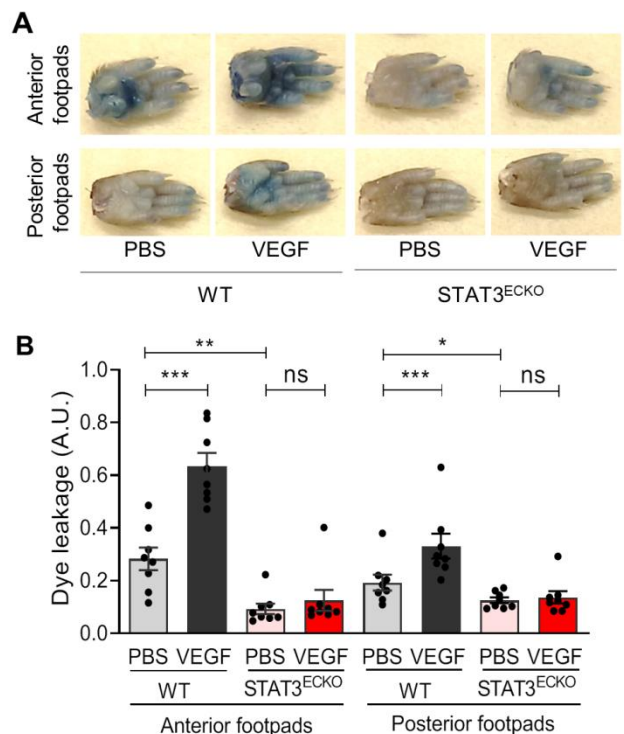 A
Anterior
footpads
Posterior
footpads
PBS VEGF PBS VEGF
WT STAT3ECKO
B
** *
*** ns *** ns
Dye leakage (A.U.)
1.0
0.8
0.6
0.4
0.2
0.0
PBS VEGF PBS VEGF PBS VEGF PBS VEGF
WT STAT3ECKO WT STAT3ECKO
Anterior footpads Posterior footpads